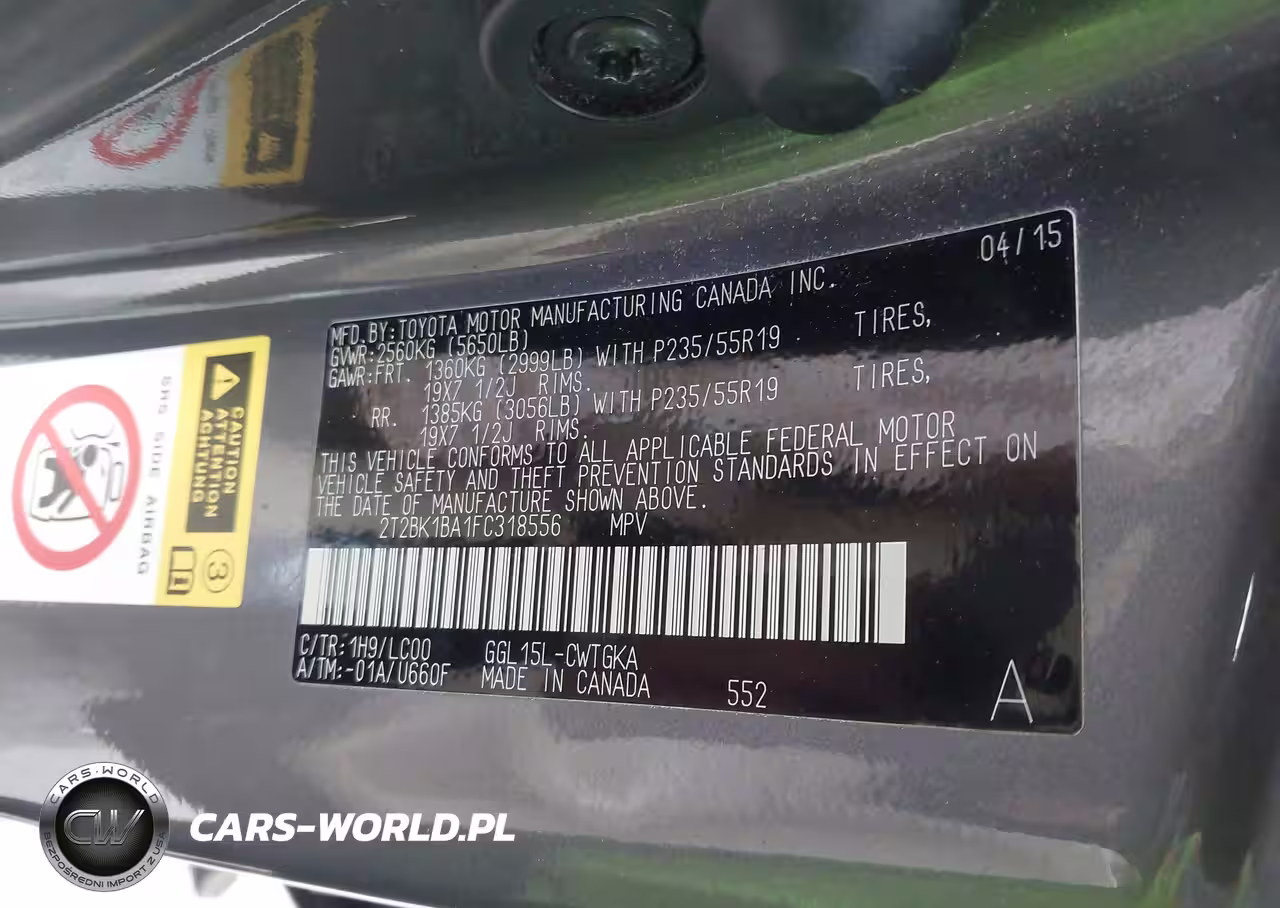 04/15
MFD. BY: TOYOTA MOTOR MANUFACTURING CANADA INC.
GVWR: 2560KG (5650LB)
GAWR: FRT. 1360KG (2999LB) WITH P235/55R19 TIRES,
19X7 1/2J RIMS.
RR. 1385KG (3056LB) WITH P235/55R19 TIRES,
19X7 1/2J RIMS.
THIS VEHICLE CONFORMS TO ALL APPLICABLE FEDERAL MOTOR
VEHICLE SAFETY AND THEFT PREVENTION STANDARDS IN EFFECT ON
THE DATE OF MANUFACTURE SHOWN ABOVE.
2T2BK1BA1FC318556 MPV
C/TR: 1H9/LC00 GGL15L-CWTGKA
A/TM: -01A/U660F MADE IN CANADA 552
A
CAUTION
ATTENTION
ACHTUNG
3
SRS SIDE AIRBAG
CARS-WORLD
CW
BEZPOŚREDNI IMPORT Z USA
CARS-WORLD.PL